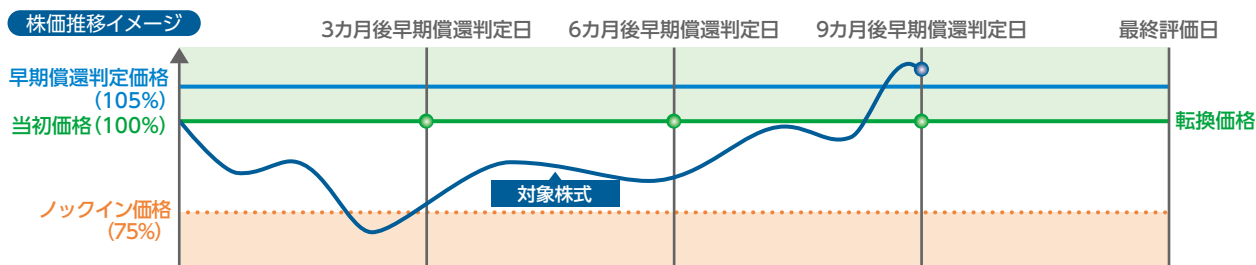 株価推移イメージ
3カ月後早期償還判定日
6カ月後早期償還判定日
9カ月後早期償還判定日
最終評価日
早期償還判定価格
(105%)
当初価格(100%)
転換価格
対象株式
ノックイン価格
(75%)